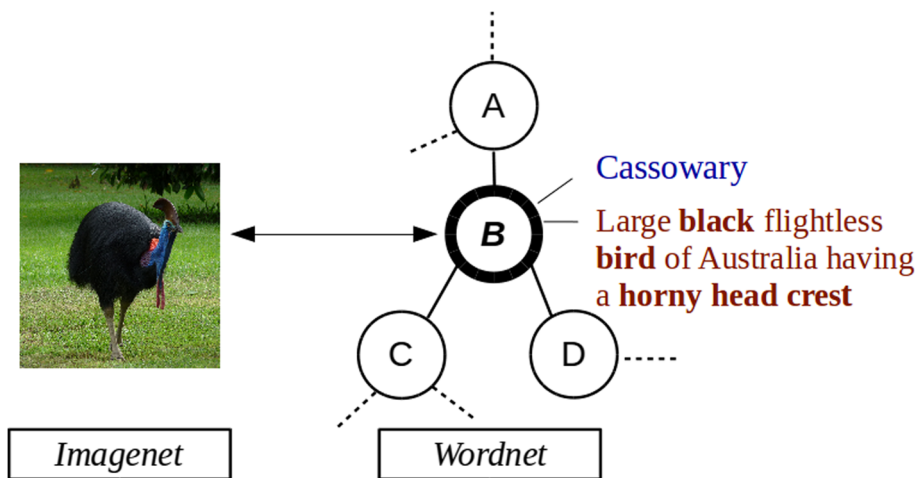 A
Cassowary
B
Large black flightless
bird of Australia having
a horny head crest
C
D
Imagenet
Wordnet